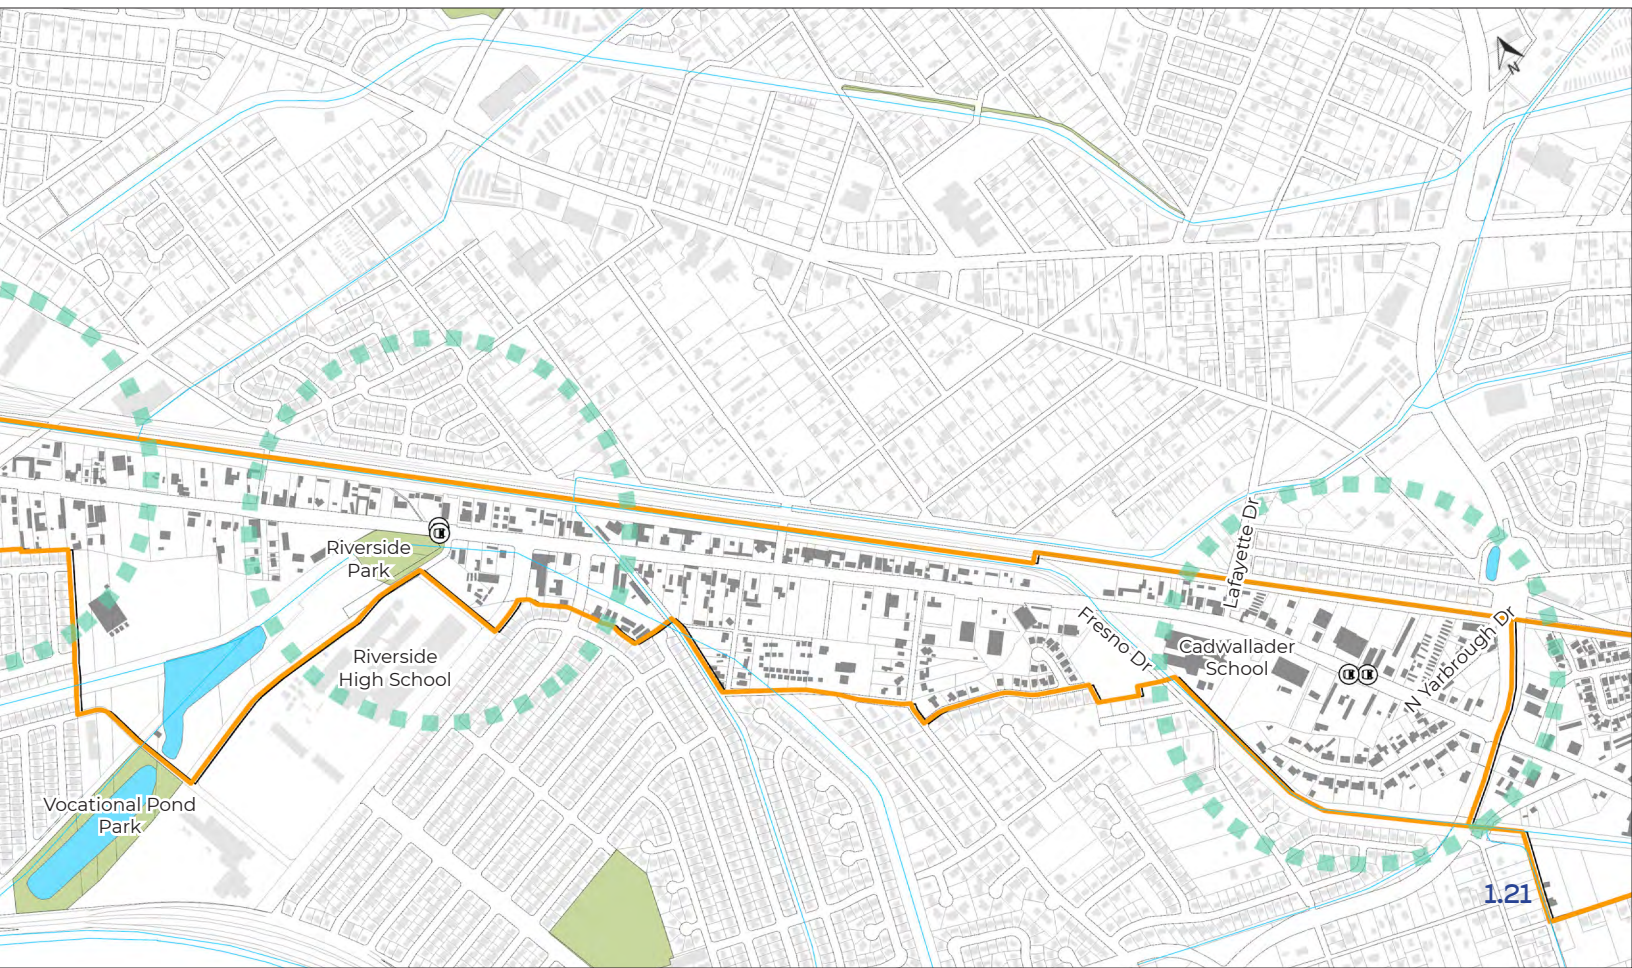 N
Lafayette Dr
Riverside
Park
Fresno Dr
Cadwallader
School
N Yarbrough Dr
Riverside
High School
Vocational Pond
Park
1.21